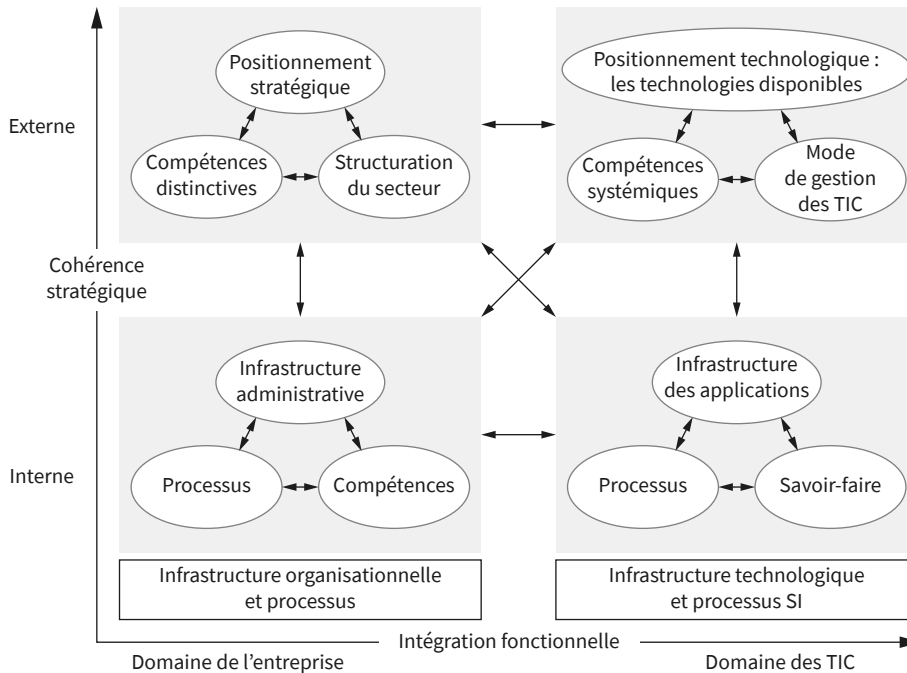 Externe
Positionnement
stratégique
Compétences
distinctives
Structuration
du secteur
Positionnement technologique :
les technologies disponibles
Compétences
systémiques
Mode
de gestion
des TIC
Cohérence
stratégique
Interne
Infrastructure
administrative
Processus
Compétences
Infrastructure
des applications
Processus
Savoir-faire
Infrastructure organisationnelle
et processus
Infrastructure technologique
et processus SI
Intégration fonctionnelle
Domaine de l’entreprise
Domaine des TIC